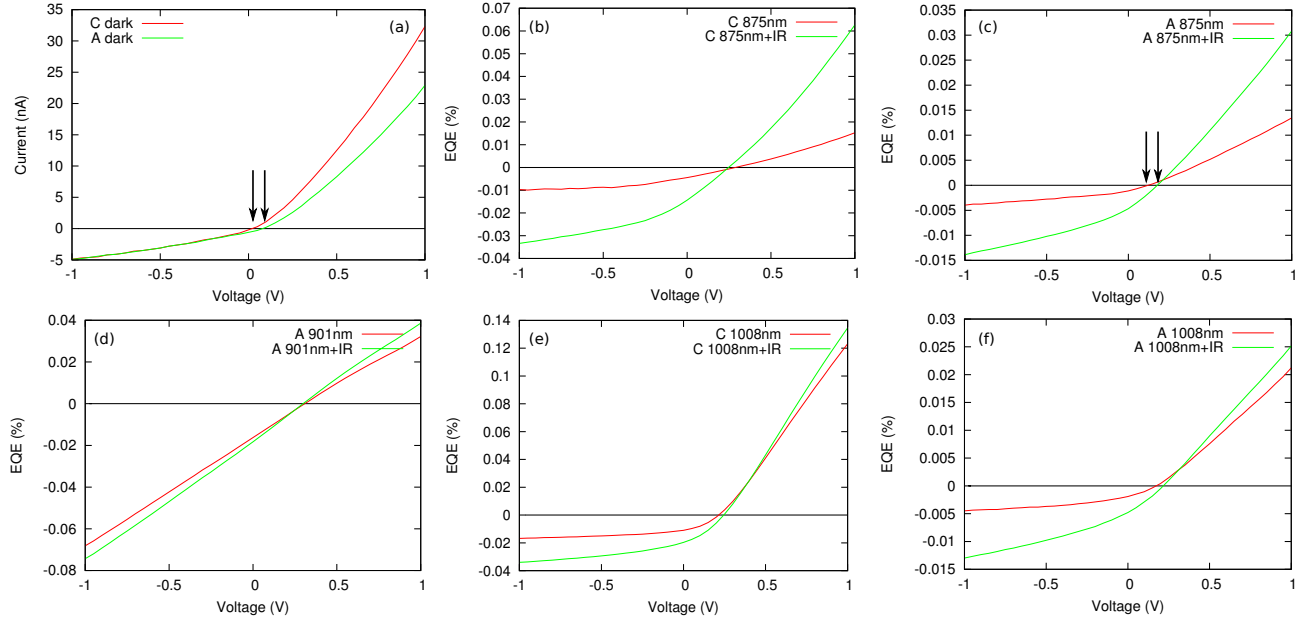 C dark
A dark
(a)
35
30
25
20
15
10
5
0
-5
-1 -0.5 0 0.5 1
Current (nA)
Voltage (V)
(b)
C 875nm
C 875nm+IR
0.07
0.06
0.05
0.04
0.03
0.02
0.01
0
-0.01
-0.02
-0.03
-0.04
-1 -0.5 0 0.5 1
EQE (%)
Voltage (V)
(c)
A 875nm
A 875nm+IR
0.035
0.03
0.025
0.02
0.015
0.01
0.005
0
-0.005
-0.01
-0.015
-1 -0.5 0 0.5 1
EQE (%)
Voltage (V)
(d)
A 901nm
A 901nm+IR
0.04
0.02
0
-0.02
-0.04
-0.06
-0.08
-1 -0.5 0 0.5 1
EQE (%)
Voltage (V)
(e)
C 1008nm
C 1008nm+IR
0.14
0.12
0.10
0.08
0.06
0.04
0.02
0
-0.02
-0.04
-1 -0.5 0 0.5 1
EQE (%)
Voltage (V)
(f)
A 1008nm
A 1008nm+IR
0.03
0.025
0.02
0.015
0.01
0.005
0
-0.005
-0.01
-0.015
-1 -0.5 0 0.5 1
EQE (%)
Voltage (V)